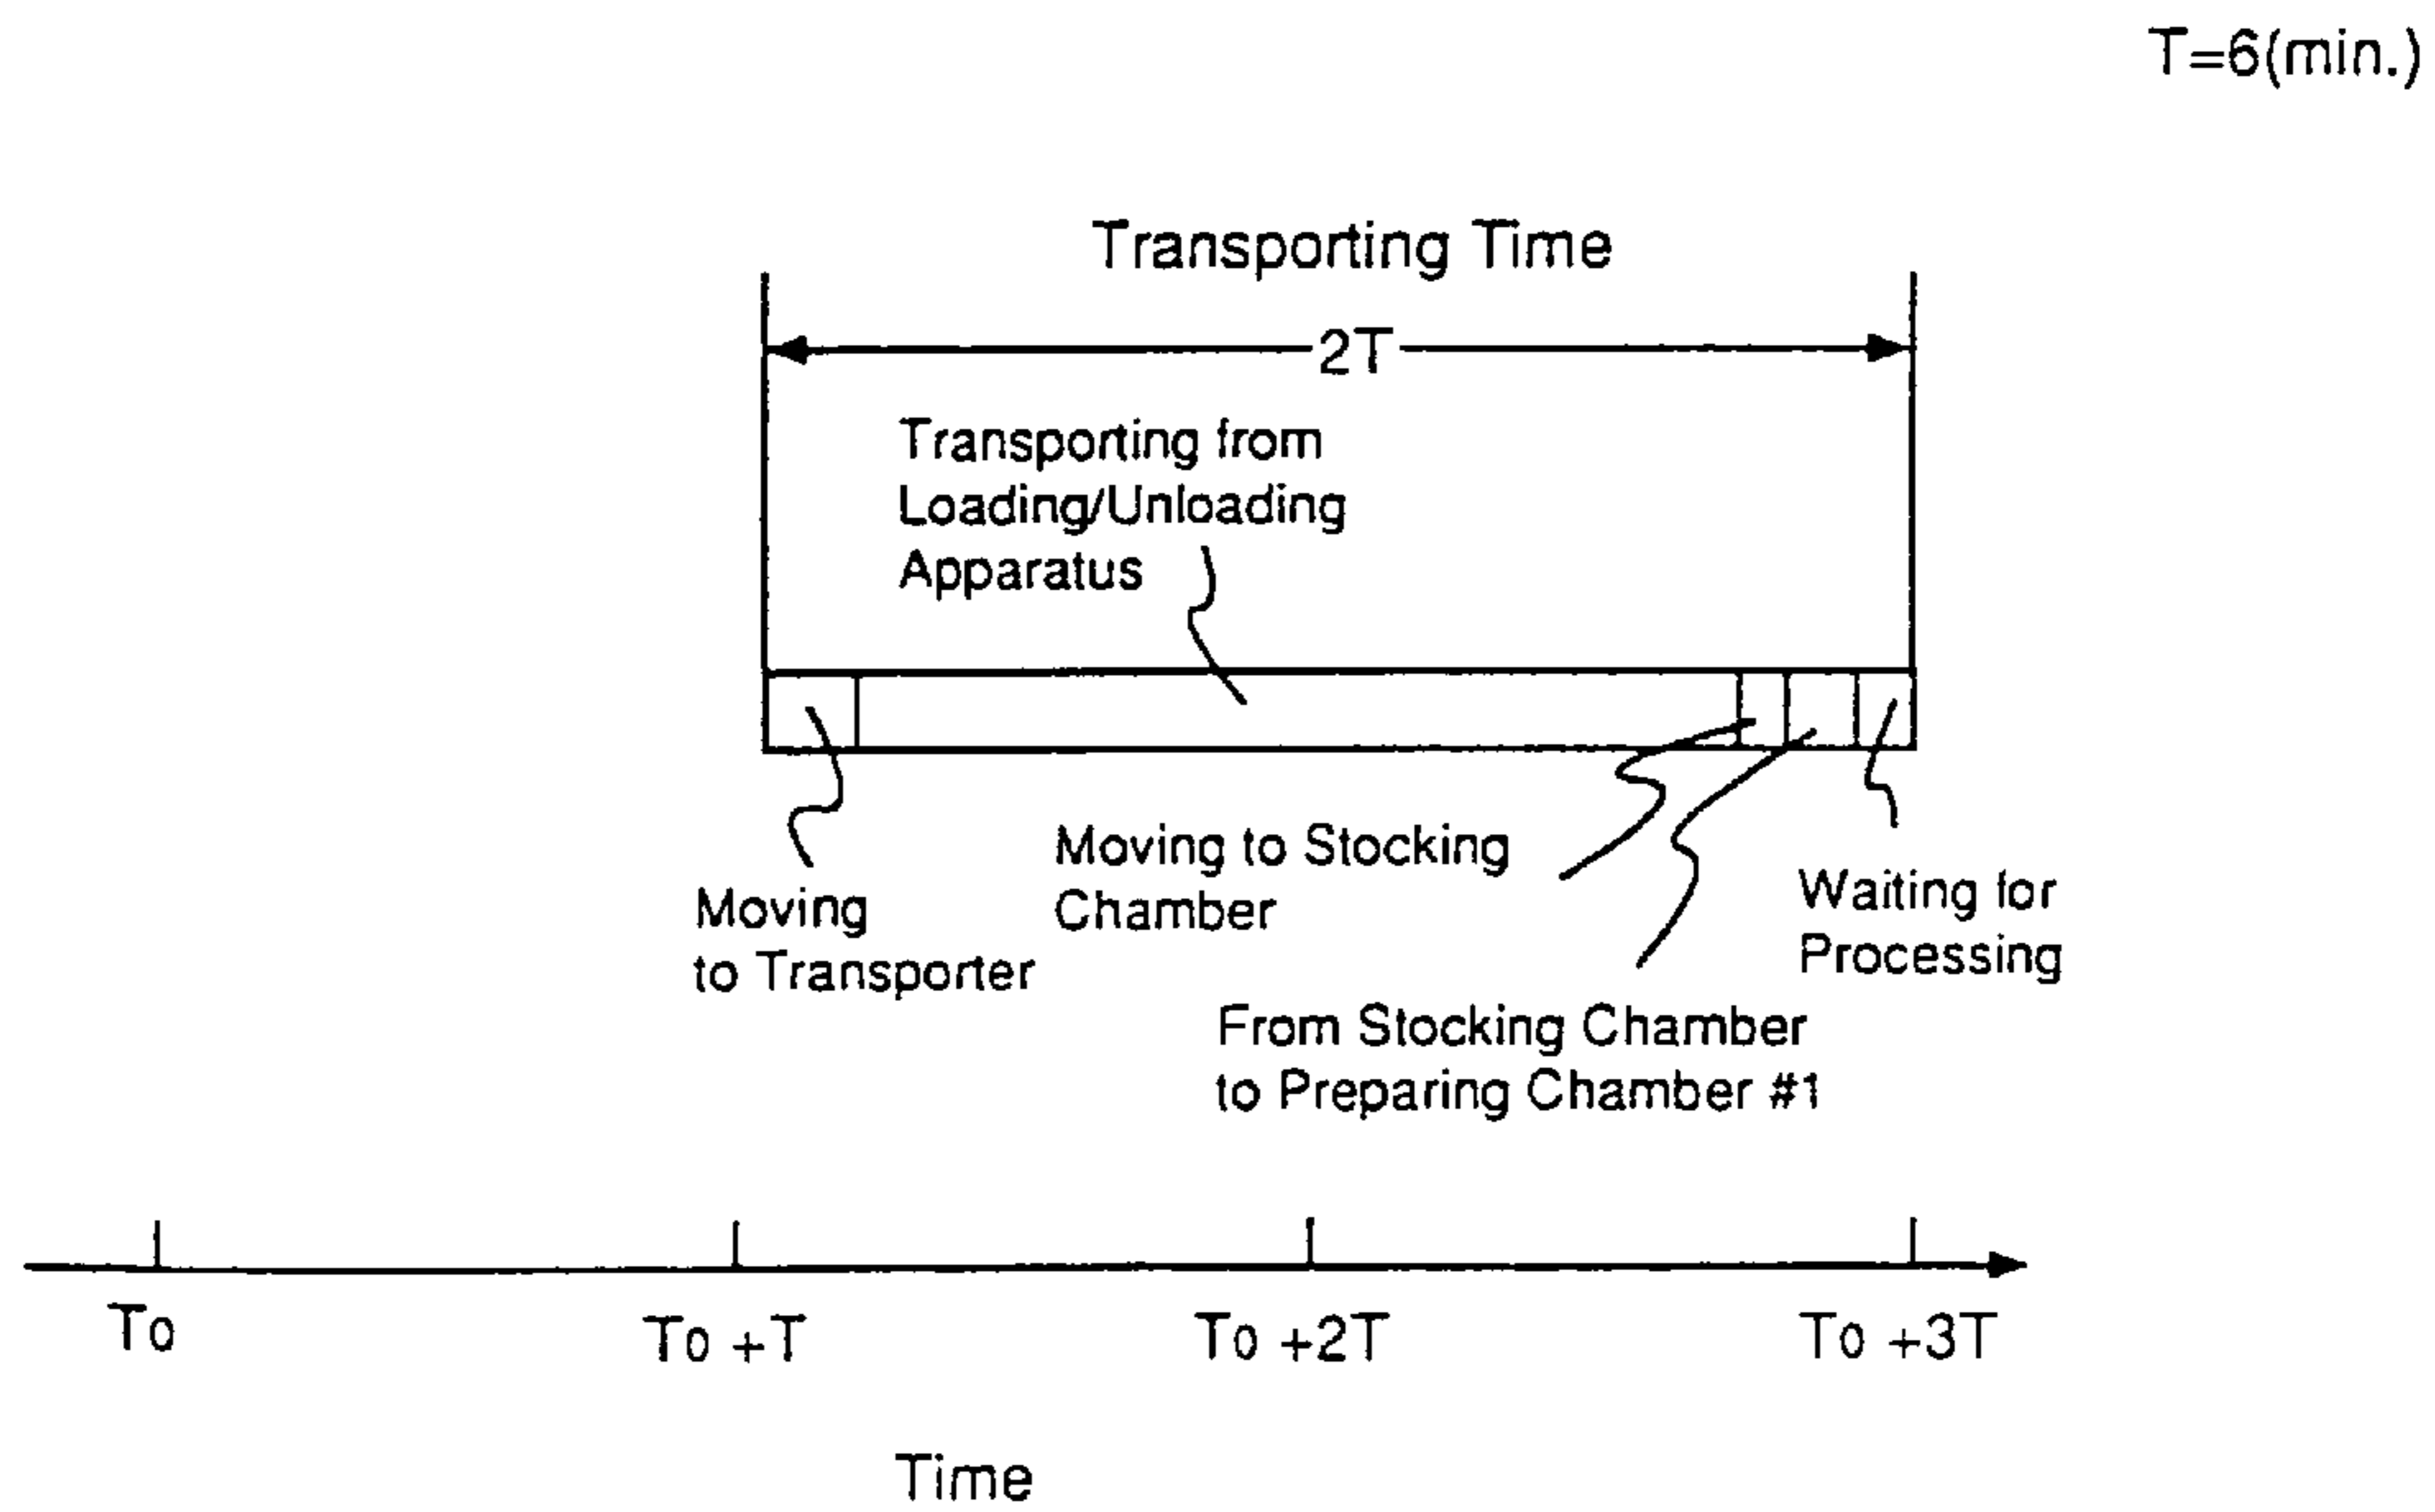 T=6(min.)
Transporting Time
2T
Transporting from
Loading/Unloading
Apparatus
Moving to Stocking
Chamber
Moving
to Transporter
Waiting for
Processing
From Stocking Chamber
to Preparing Chamber #1
To
To +T
To +2T
To +3T
Time